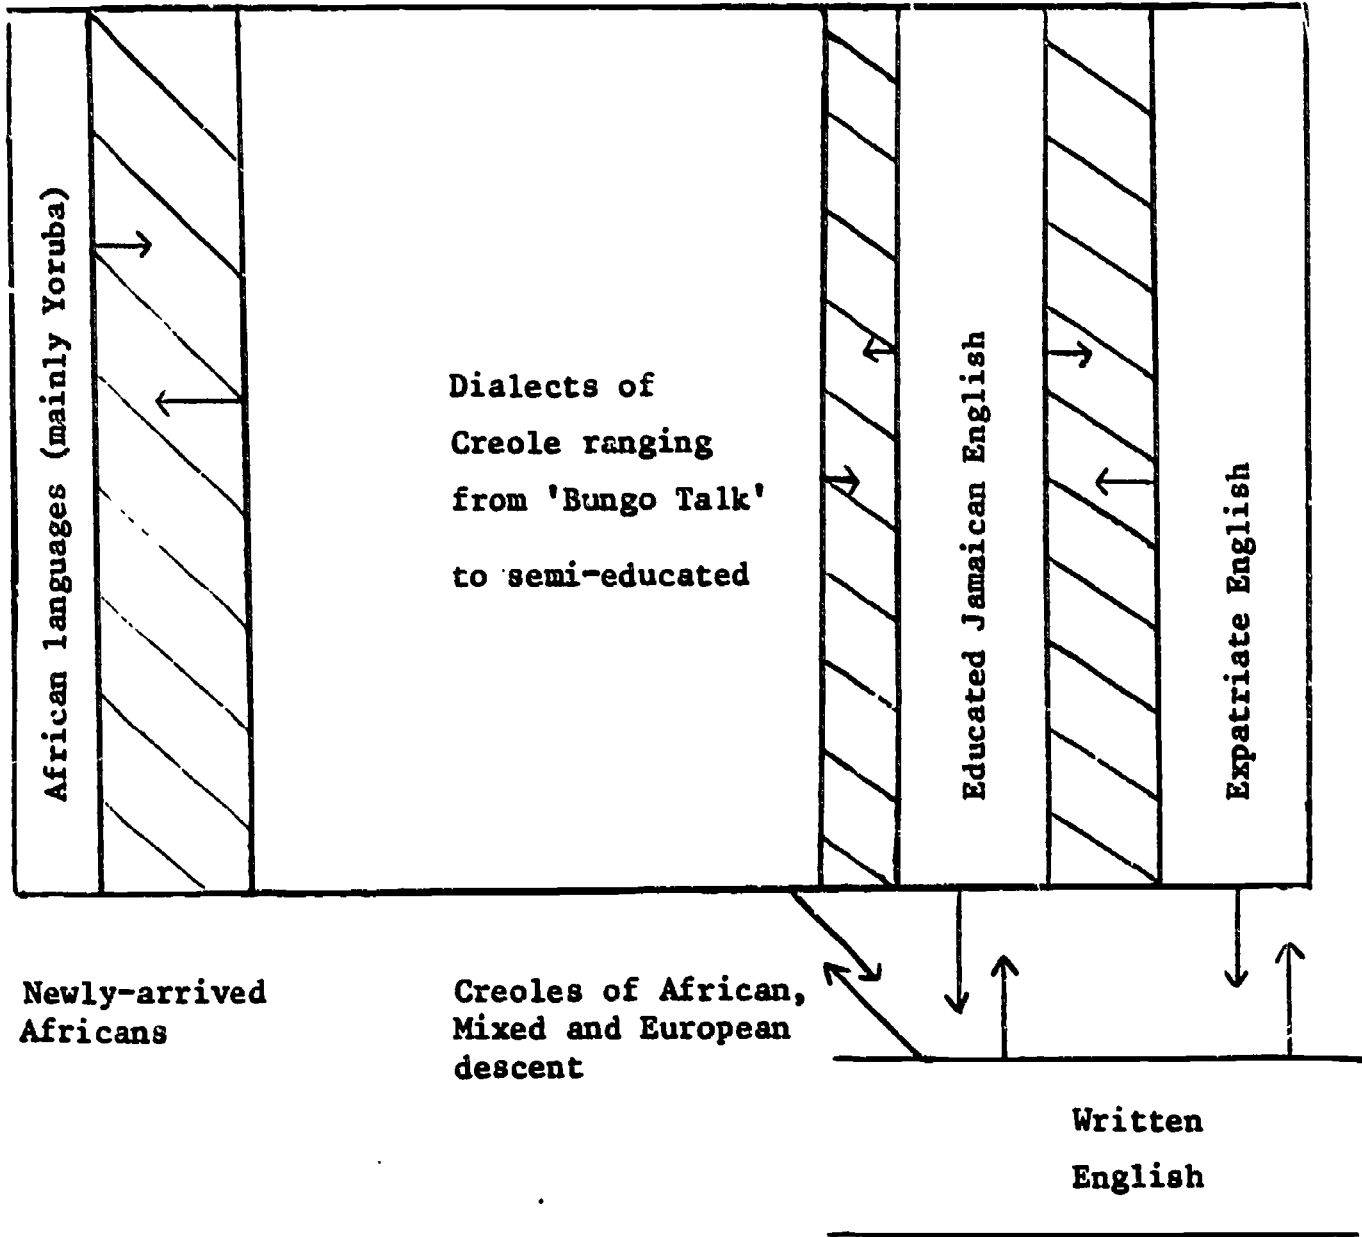 African languages (mainly Yoruba)
Dialects of
Creole ranging
from 'Bungo Talk'
to semi-educated
Educated Jamaican English
Expatriate English
Newly-arrived
Africans
Creoles of African,
Mixed and European
descent
Written
English